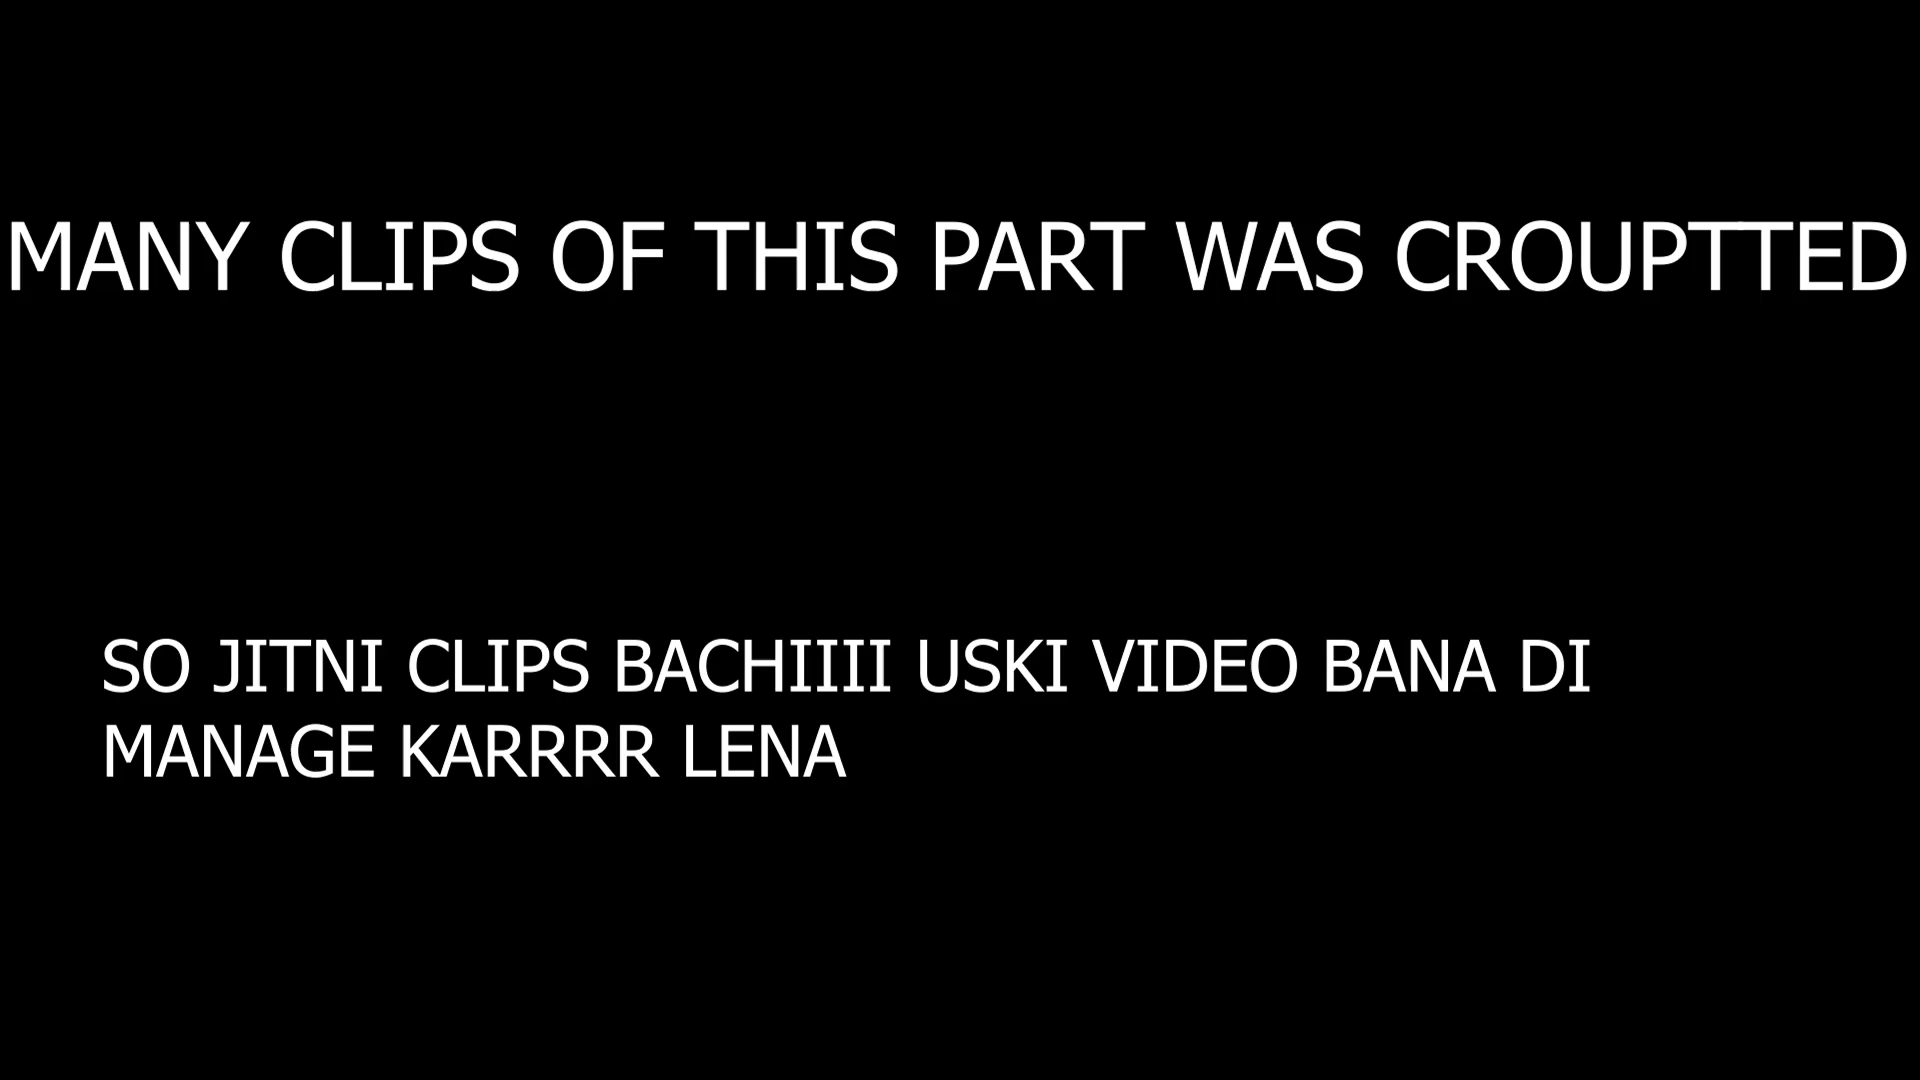 MANY CLIPS OF THIS PART WAS CROUPTTED
SO JITNI CLIPS BACHIIII USKI VIDEO BANA DI
MANAGE KARRRR LENA